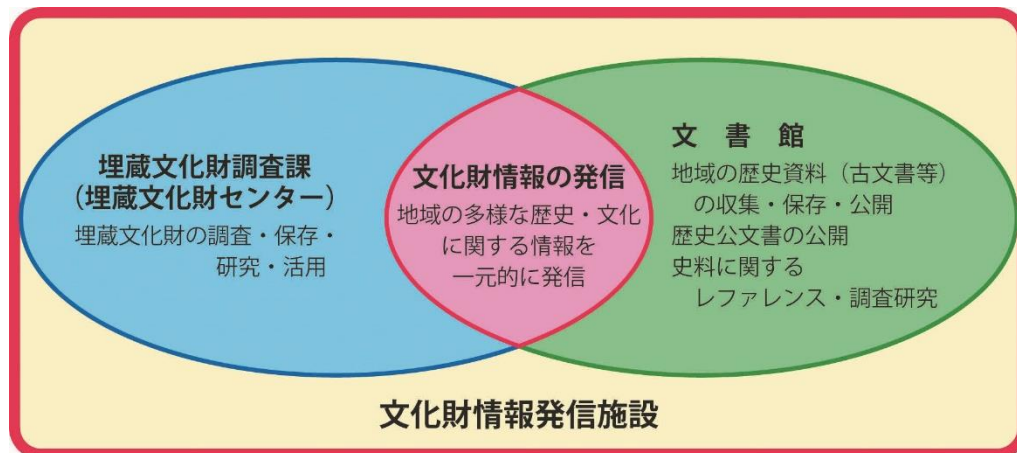 埋蔵文化財調査課
（埋蔵文化財センター）
埋蔵文化財の調査・保存・
研究・活用
文化財情報の発信
地域の多様な歴史・文化
に関する情報を
一元的に発信
文　書　館
地域の歴史資料（古文書等）
の収集・保存・公開
歴史公文書の公開
史料に関する
レファレンス・調査研究
文化財情報発信施設